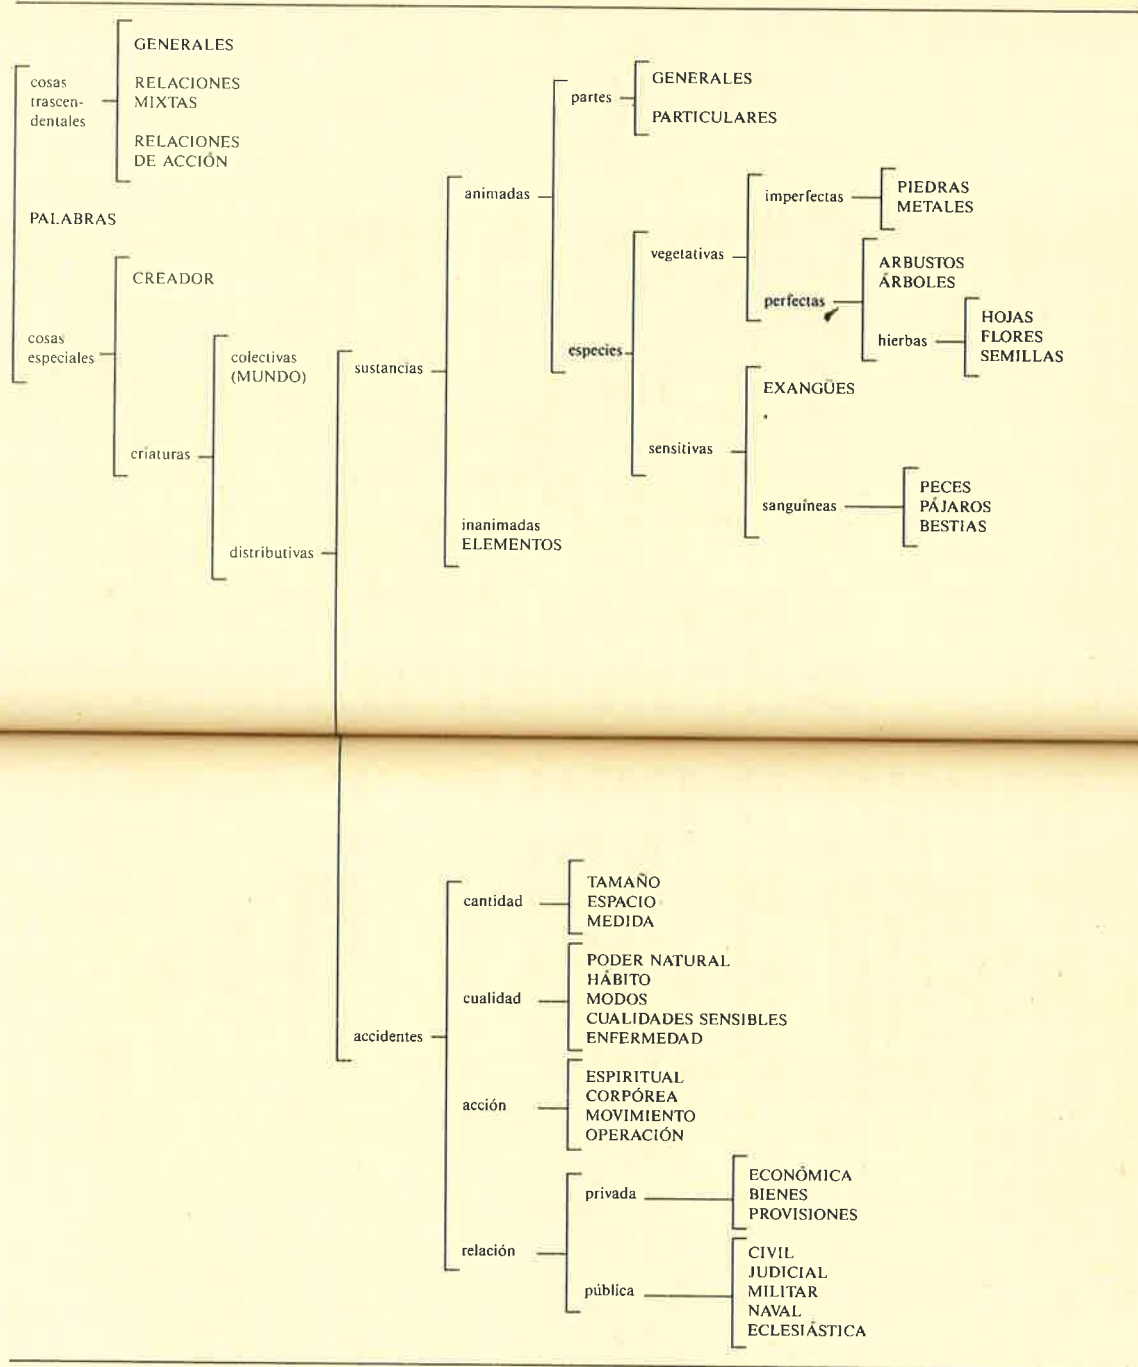 GENERALES
cosas
trascen-
dentales
RELACIONES
MIXTAS
RELACIONES
DE ACCIÓN
PALABRAS
cosas
especiales
CREADOR
criaturas
colectivas
(MUNDO)
distributivas
sustancias
animadas
partes
GENERALES
PARTICULARES
especies
vegetativas
imperfectas
PIEDRAS
METALES
perfectas
ARBUSTOS
ÁRBOLES
hierbas
HOJAS
FLORES
SEMILLAS
sensitivas
EXANGÜES
sanguíneas
PECES
PÁJAROS
BESTIAS
inanimadas
ELEMENTOS
accidentes
cantidad
TAMAÑO
ESPACIO
MEDIDA
cualidad
PODER NATURAL
HÁBITO
MODOS
CUALIDADES SENSIBLES
ENFERMEDAD
acción
ESPIRITUAL
CORPÓREA
MOVIMIENTO
OPERACIÓN
relación
privada
ECONÓMICA
BIENES
PROVISIONES
pública
CIVIL
JUDICIAL
MILITAR
NAVAL
ECLESIÁSTICA